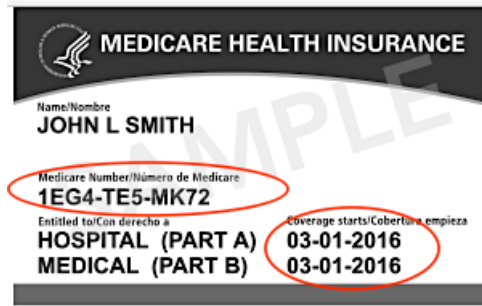 MEDICARE HEALTH INSURANCE
Name/Nombre
JOHN L SMITH
Medicare Number/Número de Medicare
1EG4-TE5-MK72
Entitled to/Con derecho a Coverage starts/Cobertura empieza
HOSPITAL (PART A) 03-01-2016
MEDICAL (PART B) 03-01-2016
SAMPLE